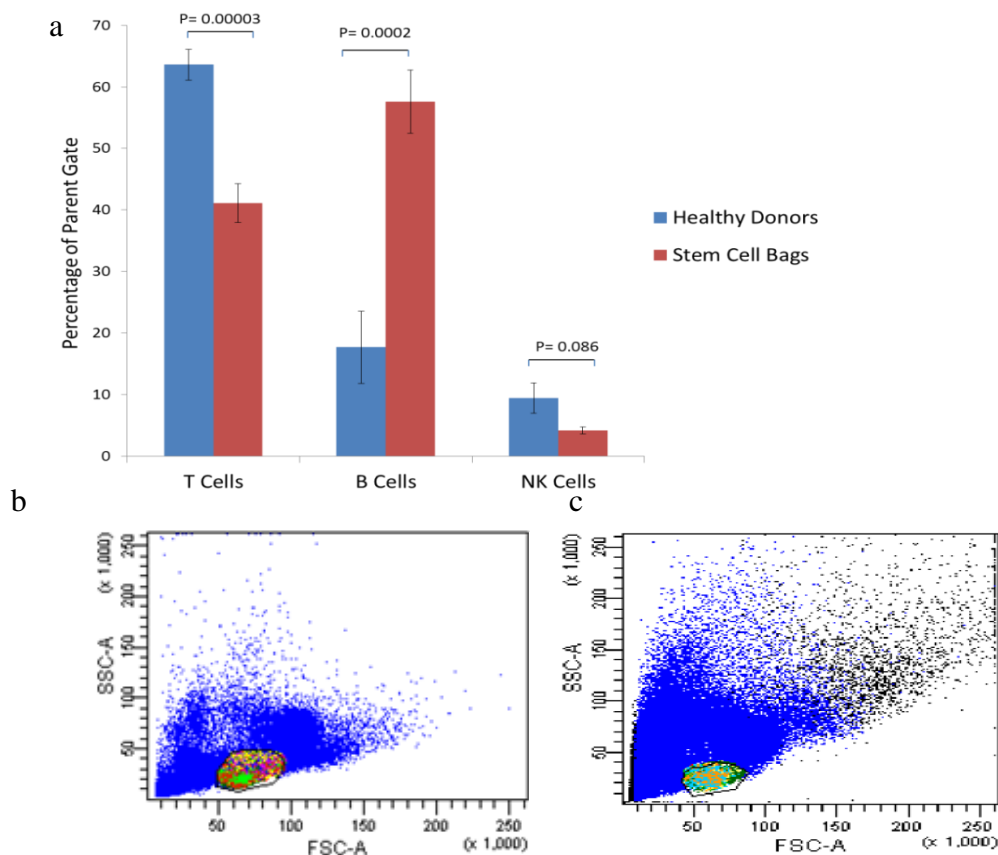 a
70
60
50
40
30
20
10
0
Percentage of Parent Gate
P= 0.00003
P= 0.0002
P= 0.086
T Cells
B Cells
NK Cells
Healthy Donors
Stem Cell Bags
b
SSC-A
(x 1,000)
250
200
150
100
50
50
100
150
200
250
FSC-A
(x 1,000)
c
SSC-A
(x 1,000)
250
200
150
100
50
50
100
150
200
250
FSC-A
(x 1,000)